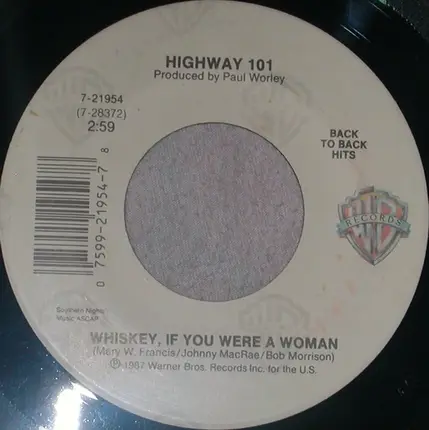 HIGHWAY 101
Produced by Paul Worley
7-21954
(7-28372)
2:59
BACK
TO BACK
HITS
0 7599-21954-7 8
WB
RECORDS
Southern Nights
Music ASCAP
WHISKEY, IF YOU WERE A WOMAN
(Mary W. Francis/Johnny MacRae/Bob Morrison)
℗ 1987 Warner Bros. Records Inc. for the U.S.